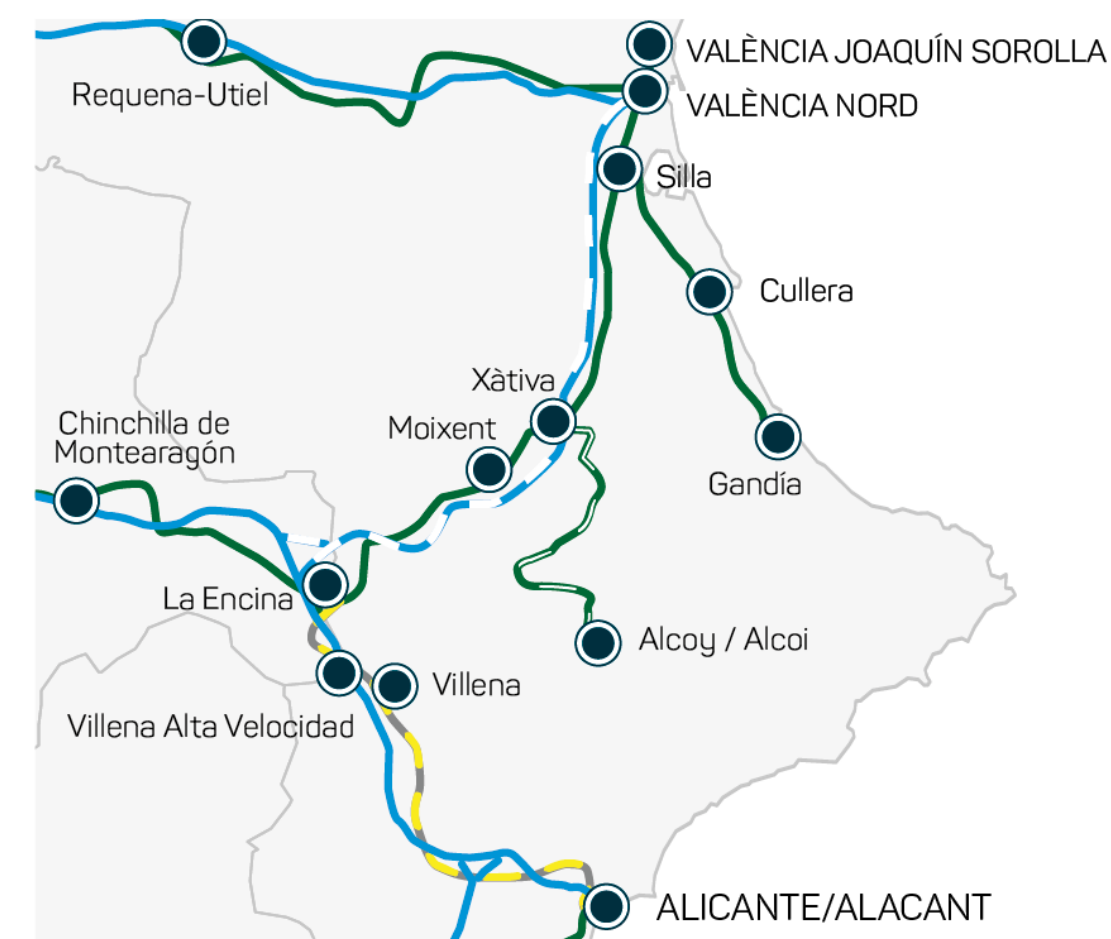 VALÈNCIA JOAQUÍN SOROLLA
Requena-Utiel
VALÈNCIA NORD
Silla
Cullera
Xàtiva
Chinchilla de
Montearagón
Moixent
Gandía
La Encina
Alcoy / Alcoi
Villena
Villena Alta Velocidad
ALICANTE/ALACANT